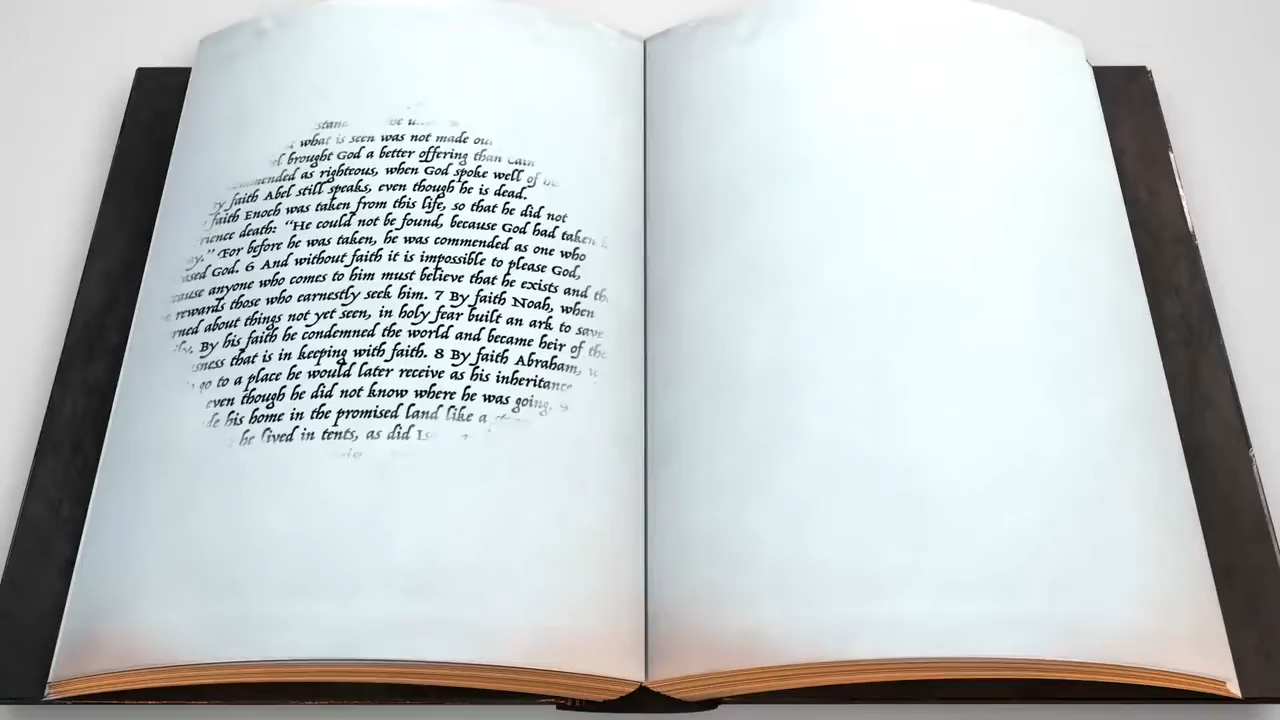 what is seen was not made
brought God a better offering than Cain
as righteous, when God spoke well of
faith Abel still speaks, even though he is dead.
faith Enoch was taken from this life, so that he did not
death: “He could not be found, because God had taken
For before he was taken, he was commended as one who
God. 6 And without faith it is impossible to please God,
anyone who comes to him must believe that he exists and
rewards those who earnestly seek him. 7 By faith Noah, when
about things not yet seen, in holy fear built an ark to save
By his faith he condemned the world and became heir of
that is in keeping with faith. 8 By faith Abraham,
go to a place he would later receive as his inheritance
even though he did not know where he was going,
his home in the promised land like a
he lived in tents, as did